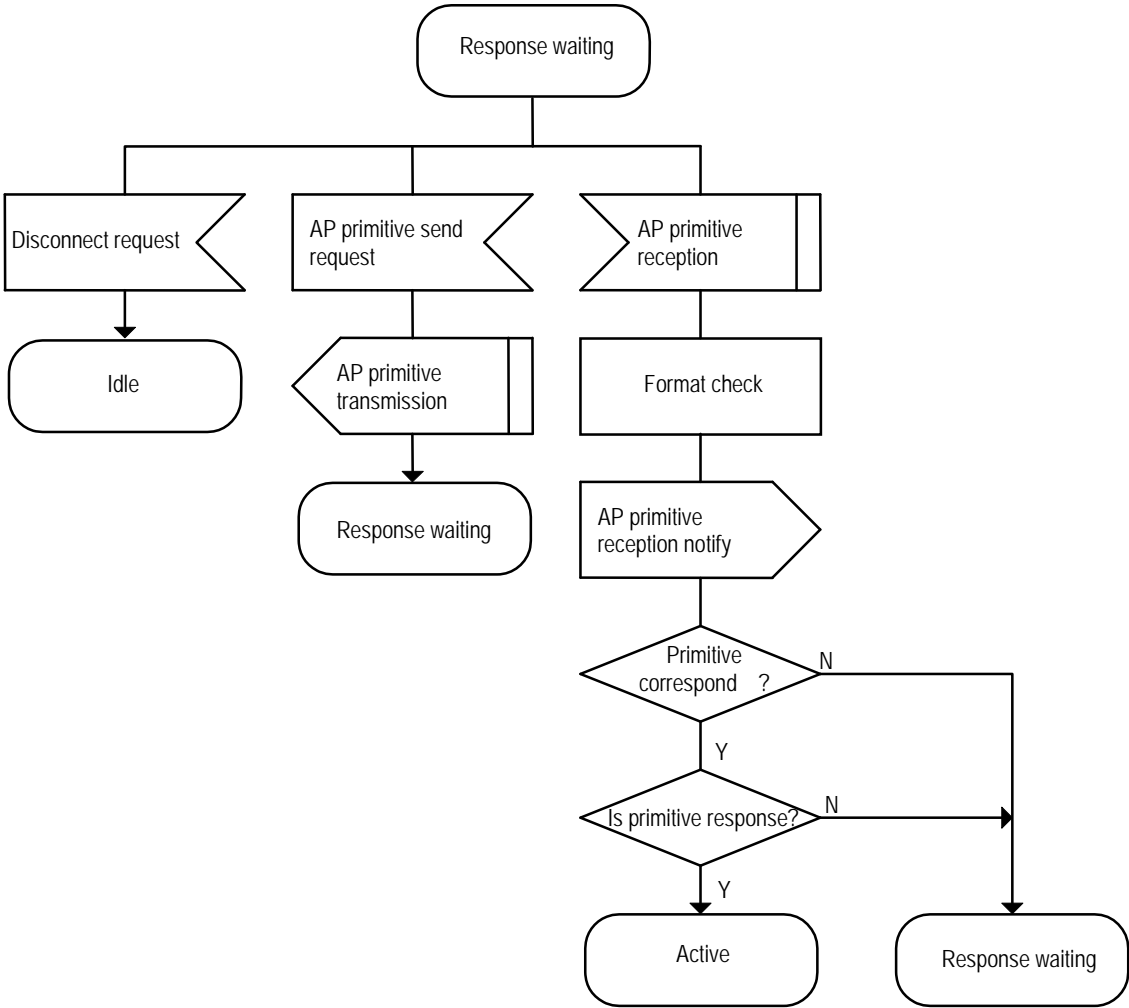 Response waiting
Disconnect request
AP primitive send
request
AP primitive
reception
Idle
AP primitive
transmission
Format check
Response waiting
AP primitive
reception notify
Primitive
correspond ?
N
Y
Is primitive response?
N
Y
Active
Response waiting